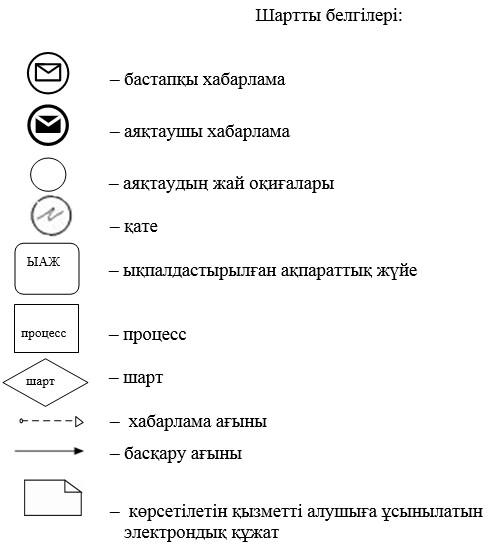 Шартты белгілері:
– бастапқы хабарлама
– аяқтаушы хабарлама
– аяқтаудың жай оқиғалары
– қате
ЫАЖ
– ықпалдастырылған ақпараттық жүйе
процесс
– процесс
шарт
– шарт
– хабарлама ағыны
– басқару ағыны
– көрсетілетін қызметті алушыға ұсынылатын
электрондық құжат